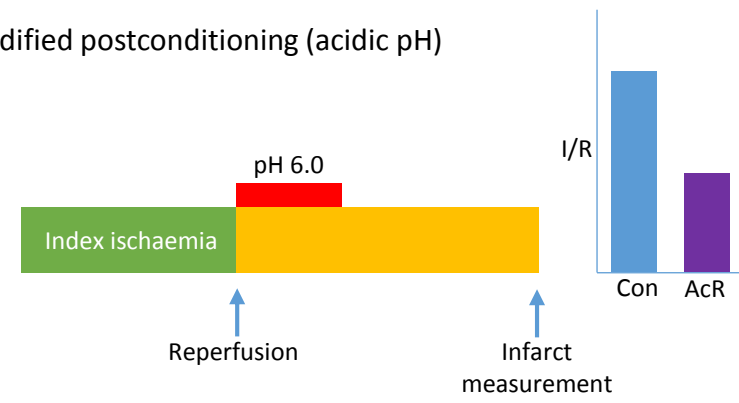 dified postconditioning (acidic pH)
pH 6.0
Index ischaemia
Reperfusion
Infarct
measurement
I/R
Con
AcR